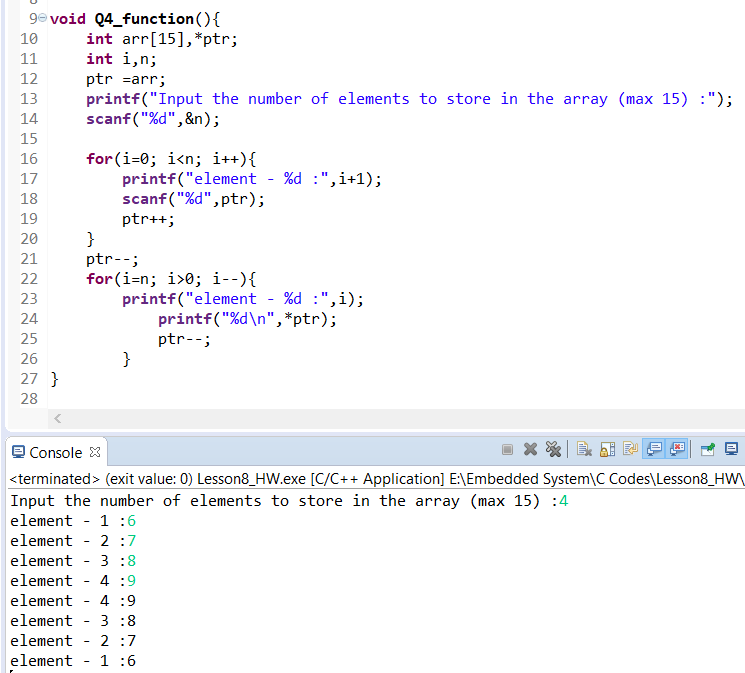 9 void Q4_function(){
10     int arr[15],*ptr;
11     int i,n;
12     ptr =arr;
13     printf("Input the number of elements to store in the array (max 15) :");
14     scanf("%d",&n);
15
16     for(i=0; i<n; i++){
17         printf("element - %d :",i+1);
18         scanf("%d",ptr);
19         ptr++;
20     }
21     ptr--;
22     for(i=n; i>0; i--){
23         printf("element - %d :",i);
24             printf("%d\n",*ptr);
25             ptr--;
26         }
27 }
28
Console
<terminated> (exit value: 0) Lesson8_HW.exe [C/C++ Application] E:\Embedded System\C Codes\Lesson8_HW\
Input the number of elements to store in the array (max 15) :4
element - 1 :6
element - 2 :7
element - 3 :8
element - 4 :9
element - 4 :9
element - 3 :8
element - 2 :7
element - 1 :6